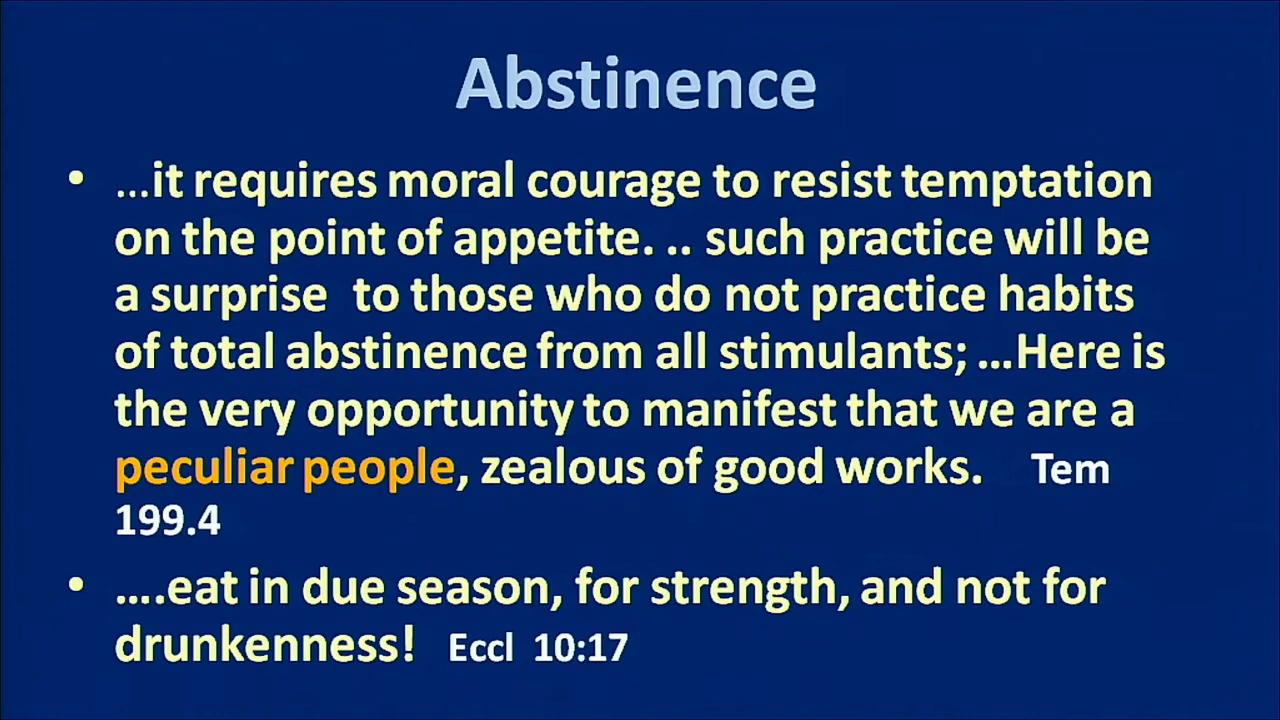 Abstinence
• ...it requires moral courage to resist temptation
on the point of appetite. .. such practice will be
a surprise to those who do not practice habits
of total abstinence from all stimulants; ...Here is
the very opportunity to manifest that we are a
peculiar people, zealous of good works. Tem
199.4
• ....eat in due season, for strength, and not for
drunkenness! Eccl 10:17